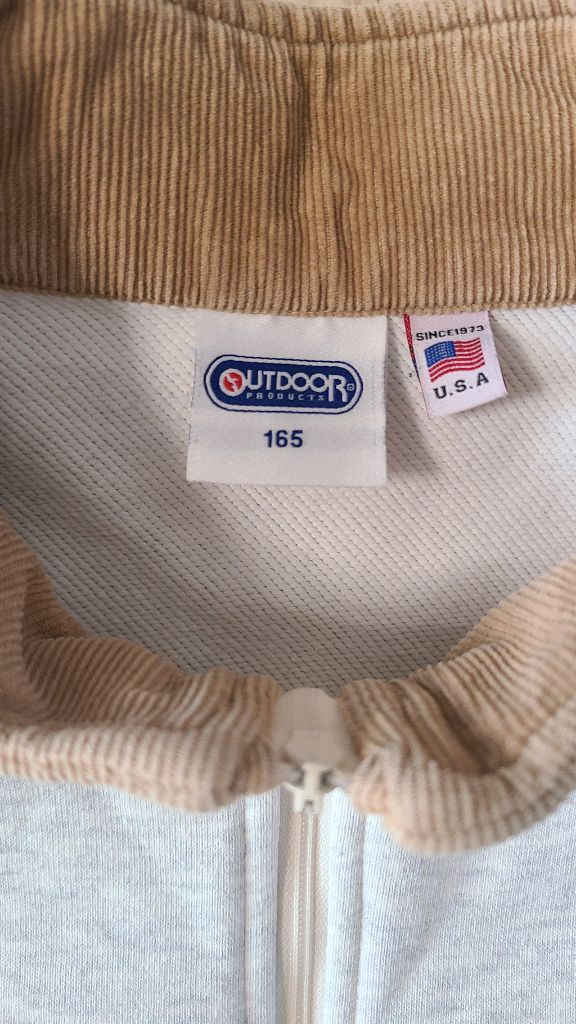 OUTDOOR
PRODUCTS
165
SINCE1973
U.S.A